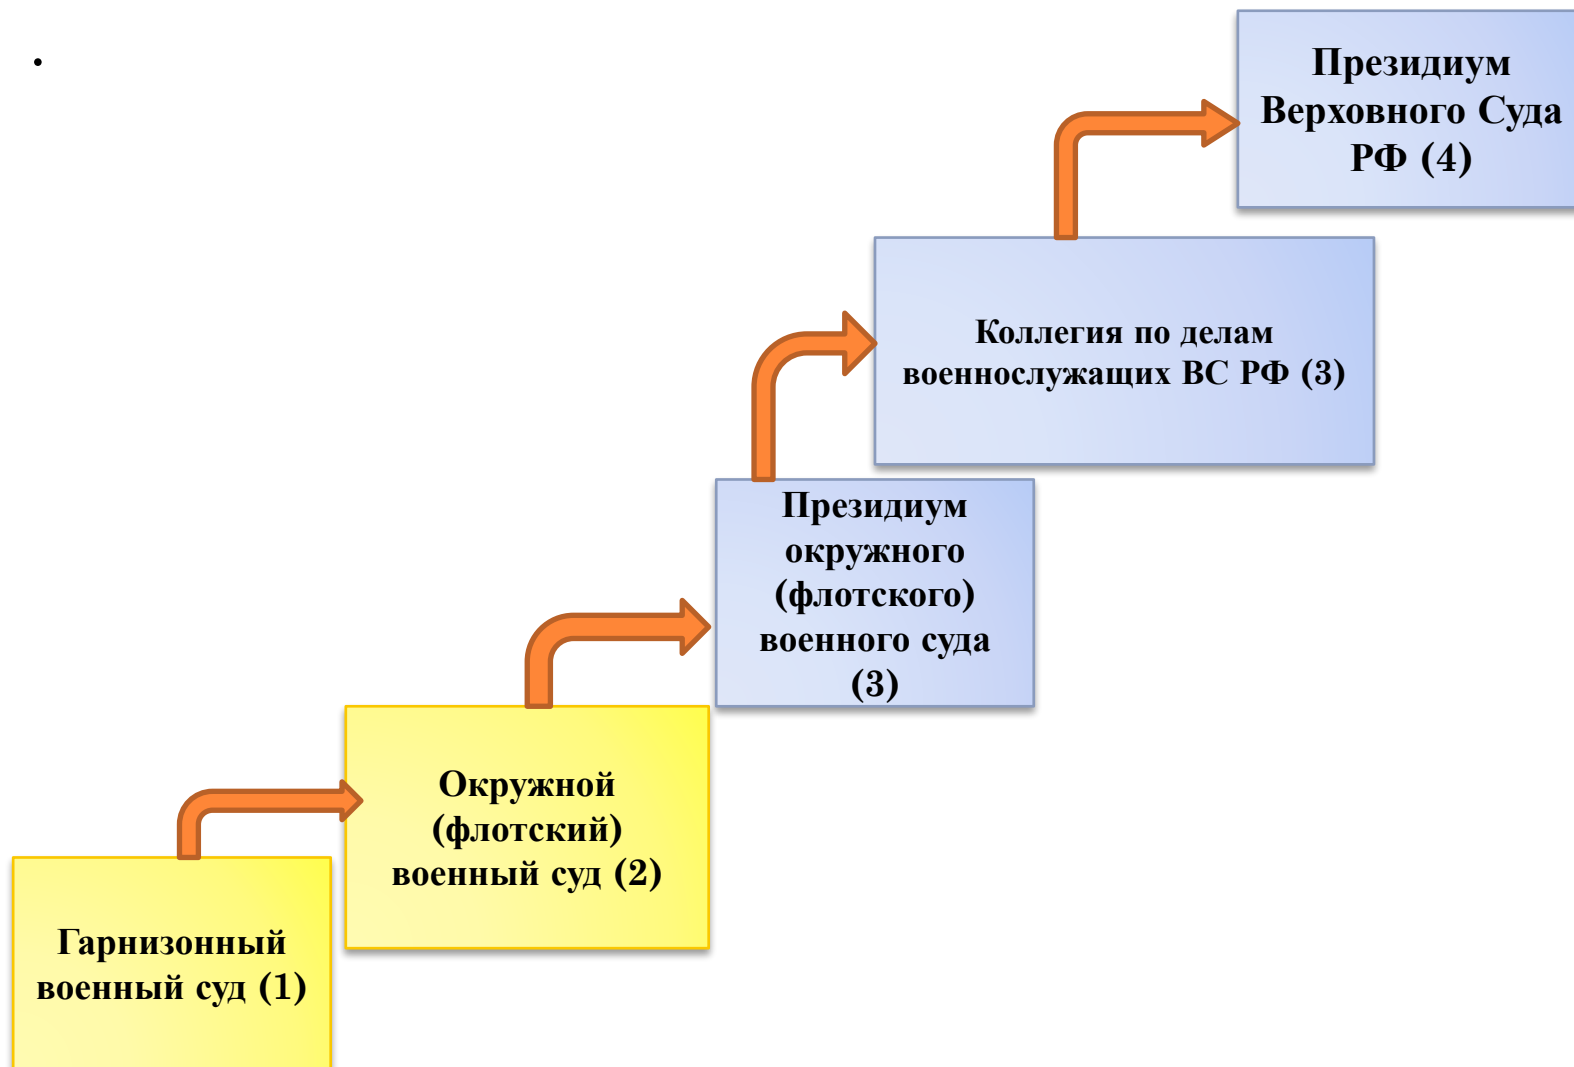 Президиум
Верховного Суда
РФ (4)
Коллегия по делам
военнослужащих ВС РФ (3)
Президиум
окружного
(флотского)
военного суда
(3)
Окружной
(флотский)
военный суд (2)
Гарнизонный
военный суд (1)